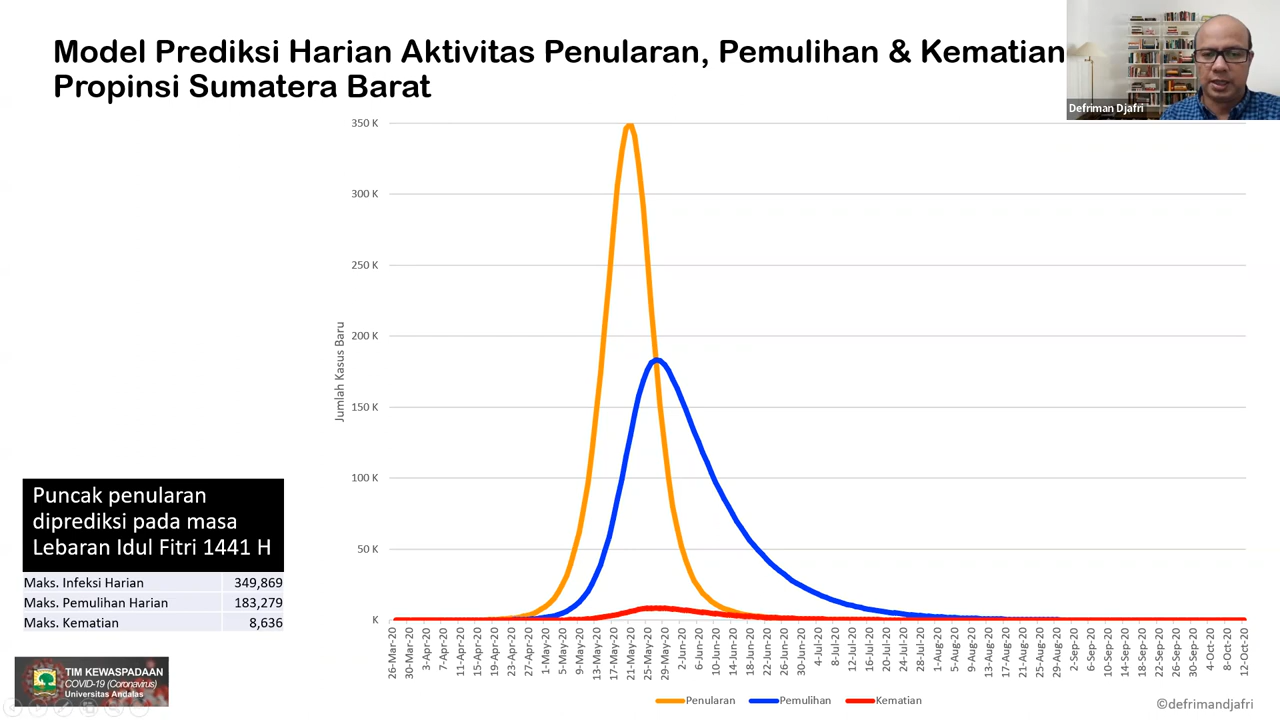 Model Prediksi Harian Aktivitas Penularan, Pemulihan & Kematian
Propinsi Sumatera Barat
Defriman Djafri
350 K
300 K
250 K
200 K
150 K
100 K
50 K
K
Jumlah Kasus Baru
26-Mar-20
30-Mar-20
3-Apr-20
7-Apr-20
11-Apr-20
15-Apr-20
19-Apr-20
23-Apr-20
27-Apr-20
1-May-20
5-May-20
9-May-20
13-May-20
17-May-20
21-May-20
25-May-20
29-May-20
2-Jun-20
6-Jun-20
10-Jun-20
14-Jun-20
18-Jun-20
22-Jun-20
26-Jun-20
30-Jun-20
4-Jul-20
8-Jul-20
12-Jul-20
16-Jul-20
20-Jul-20
24-Jul-20
28-Jul-20
1-Aug-20
5-Aug-20
9-Aug-20
13-Aug-20
17-Aug-20
21-Aug-20
25-Aug-20
29-Aug-20
2-Sep-20
6-Sep-20
10-Sep-20
14-Sep-20
18-Sep-20
22-Sep-20
26-Sep-20
30-Sep-20
4-Oct-20
8-Oct-20
12-Oct-20
Penularan Pemulihan Kematian
Puncak penularan
diprediksi pada masa
Lebaran Idul Fitri 1441 H
Maks. Infeksi Harian 349,869
Maks. Pemulihan Harian 183,279
Maks. Kematian 8,636
TIM KEWASPADAAN
COVID-19 (Coronavirus)
Universitas Andalas
©defrimandjafri